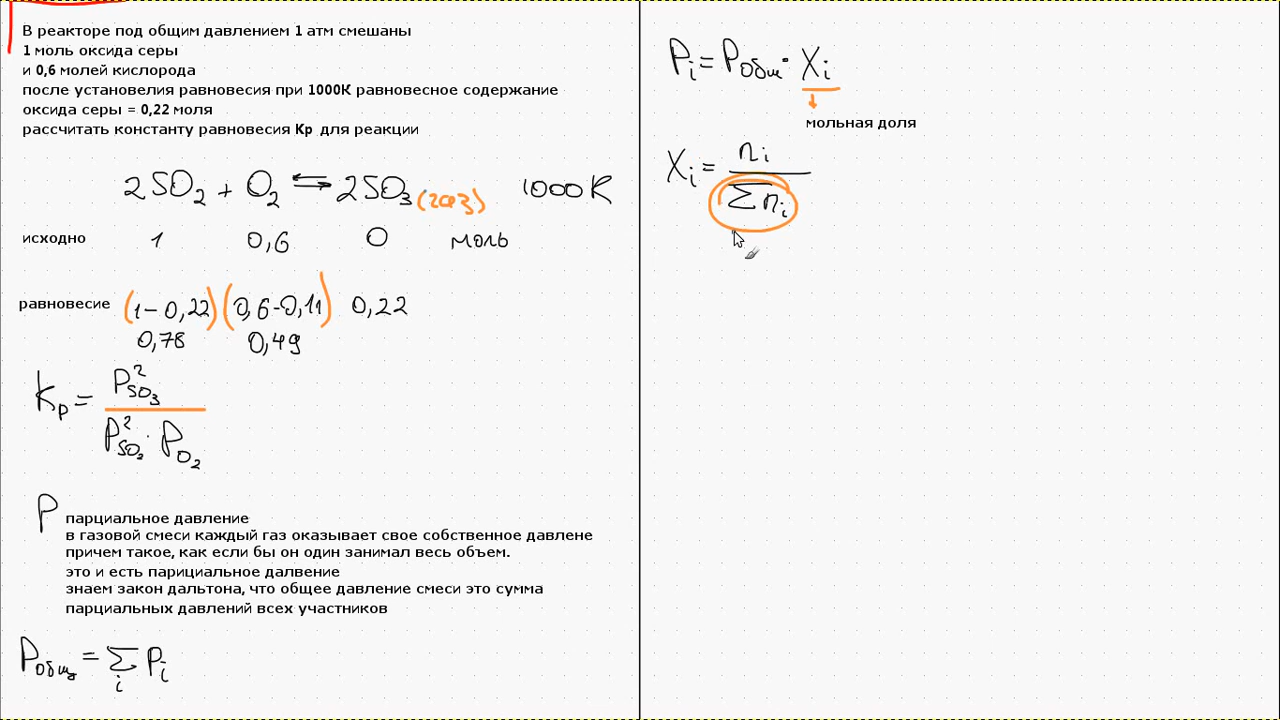 В реакторе под общим давлением 1 атм смешаны
1 моль оксида серы
и 0,6 молей кислорода
после установелия равновесия при 1000К равновесное содержание
оксида серы = 0,22 моля
рассчитать константу равновесия Kp для реакции
2SO₂ + O₂ ⇆ 2SO₃ (газ) 1000К
исходно 1 0,6 0 моль
равновесие (1-0,22) (0,6-0,11) 0,22
0,78 0,49
Kp = P²SO₃
P²SO₂ · PO₂
P парциальное давление
в газовой смеси каждый газ оказывает свое собственное давлене
причем такое, как если бы он один занимал весь объем.
это и есть парициальное далвение
знаем закон дальтона, что общее давление смеси это сумма
парциальных давлений всех участников
Pобщ = Σ Pi
i
Pi = Pобщ · Xi
мольная доля
Xi = ni
Σ ni